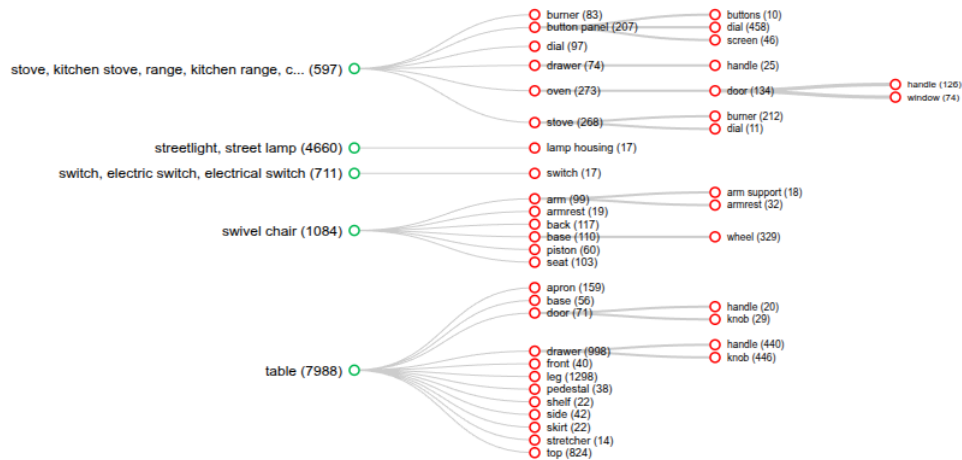 burner (83)
buttons (10)
button panel (207)
dial (458)
screen (46)
dial (97)
stove, kitchen stove, range, kitchen range, c... (597)
drawer (74)
handle (25)
oven (273)
door (134)
handle (126)
window (74)
stove (268)
burner (212)
dial (11)
streetlight, street lamp (4660)
lamp housing (17)
switch, electric switch, electrical switch (711)
switch (17)
swivel chair (1084)
arm (99)
arm support (18)
armrest (32)
armrest (19)
back (117)
base (110)
wheel (329)
piston (60)
seat (103)
table (7988)
apron (159)
base (56)
door (71)
handle (20)
knob (29)
drawer (998)
handle (440)
knob (446)
front (40)
leg (1298)
pedestal (38)
shelf (22)
side (42)
skirt (22)
stretcher (14)
top (824)